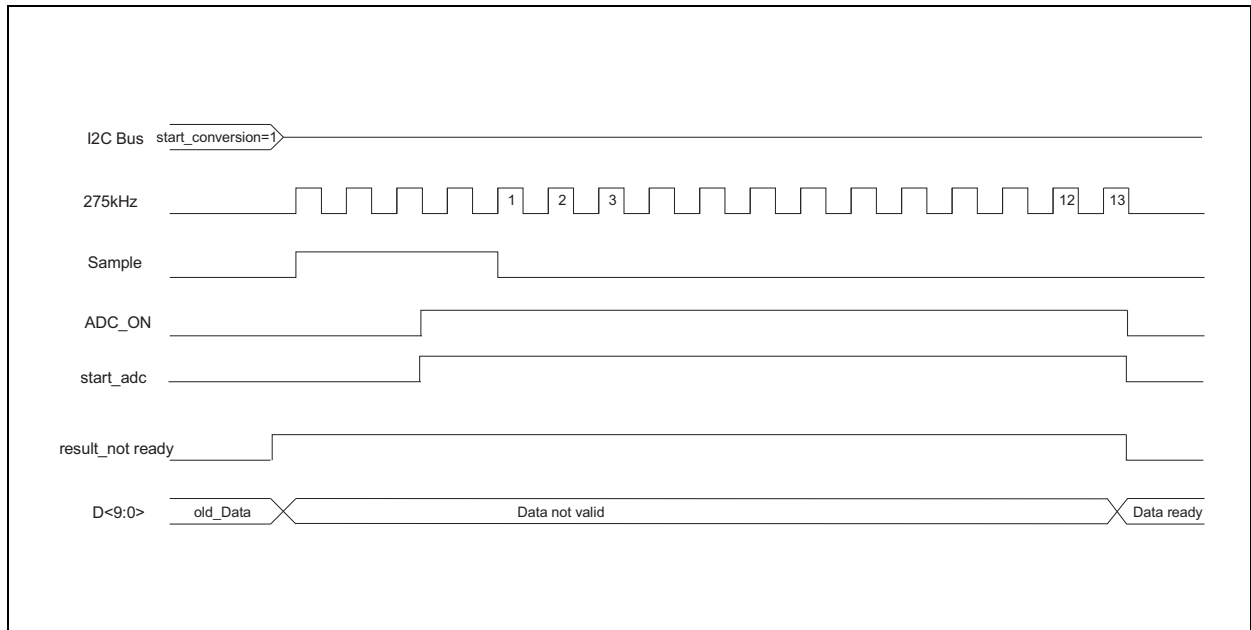 I2C Bus start_conversion=1
275kHz 1 2 3 12 13
Sample
ADC_ON
start_adc
result_not ready
D<9:0> old_Data Data not valid Data ready